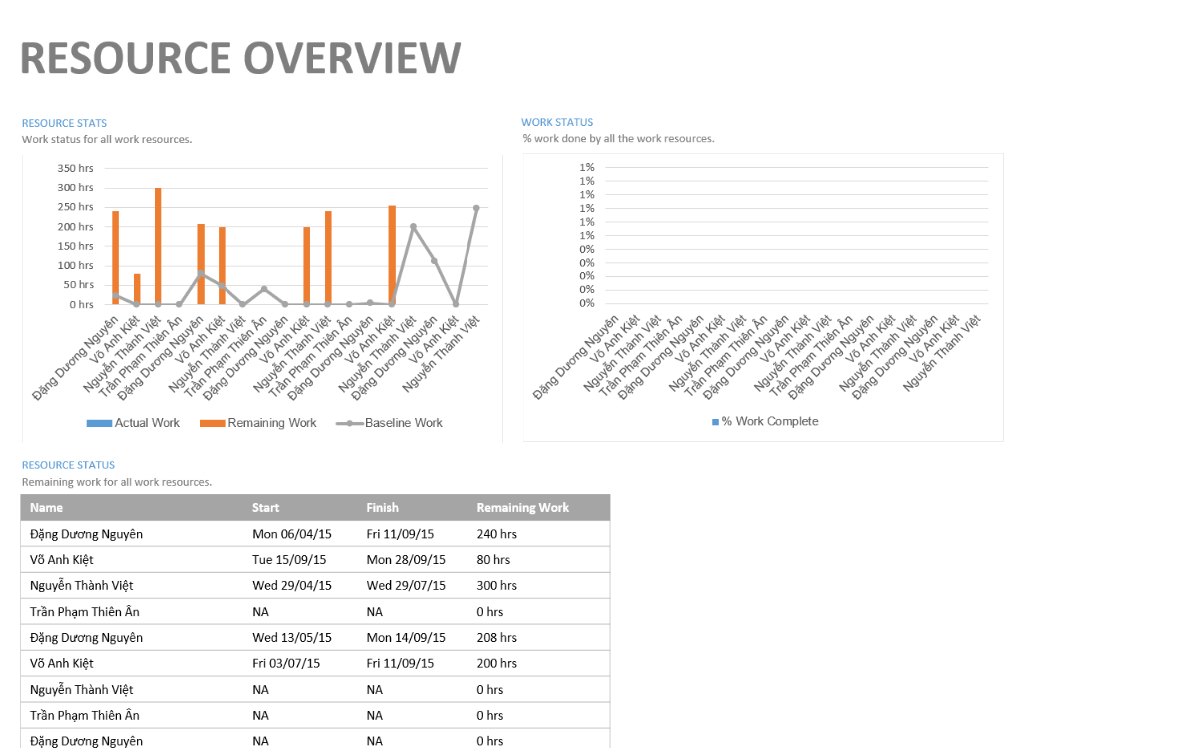 RESOURCE OVERVIEW
RESOURCE STATS
Work status for all work resources.
350 hrs
300 hrs
250 hrs
200 hrs
150 hrs
100 hrs
50 hrs
0 hrs
Đặng Dương Nguyên
Võ Anh Kiệt
Nguyễn Thành Việt
Trần Phạm Thiên Ân
Đặng Dương Nguyên
Võ Anh Kiệt
Nguyễn Thành Việt
Trần Phạm Thiên Ân
Đặng Dương Nguyên
Võ Anh Kiệt
Nguyễn Thành Việt
Trần Phạm Thiên Ân
Đặng Dương Nguyên
Võ Anh Kiệt
Nguyễn Thành Việt
Đặng Dương Nguyên
Võ Anh Kiệt
Nguyễn Thành Việt
Actual Work Remaining Work Baseline Work
WORK STATUS
% work done by all the work resources.
1%
1%
1%
1%
1%
1%
0%
0%
0%
0%
0%
Đặng Dương Nguyên
Võ Anh Kiệt
Nguyễn Thành Việt
Trần Phạm Thiên Ân
Đặng Dương Nguyên
Võ Anh Kiệt
Nguyễn Thành Việt
Trần Phạm Thiên Ân
Đặng Dương Nguyên
Võ Anh Kiệt
Nguyễn Thành Việt
Trần Phạm Thiên Ân
Đặng Dương Nguyên
Võ Anh Kiệt
Nguyễn Thành Việt
Đặng Dương Nguyên
Võ Anh Kiệt
Nguyễn Thành Việt
% Work Complete
RESOURCE STATUS
Remaining work for all work resources.
Name Start Finish Remaining Work
Đặng Dương Nguyên Mon 06/04/15 Fri 11/09/15 240 hrs
Võ Anh Kiệt Tue 15/09/15 Mon 28/09/15 80 hrs
Nguyễn Thành Việt Wed 29/04/15 Wed 29/07/15 300 hrs
Trần Phạm Thiên Ân NA NA 0 hrs
Đặng Dương Nguyên Wed 13/05/15 Mon 14/09/15 208 hrs
Võ Anh Kiệt Fri 03/07/15 Fri 11/09/15 200 hrs
Nguyễn Thành Việt NA NA 0 hrs
Trần Phạm Thiên Ân NA NA 0 hrs
Đặng Dương Nguyên NA NA 0 hrs